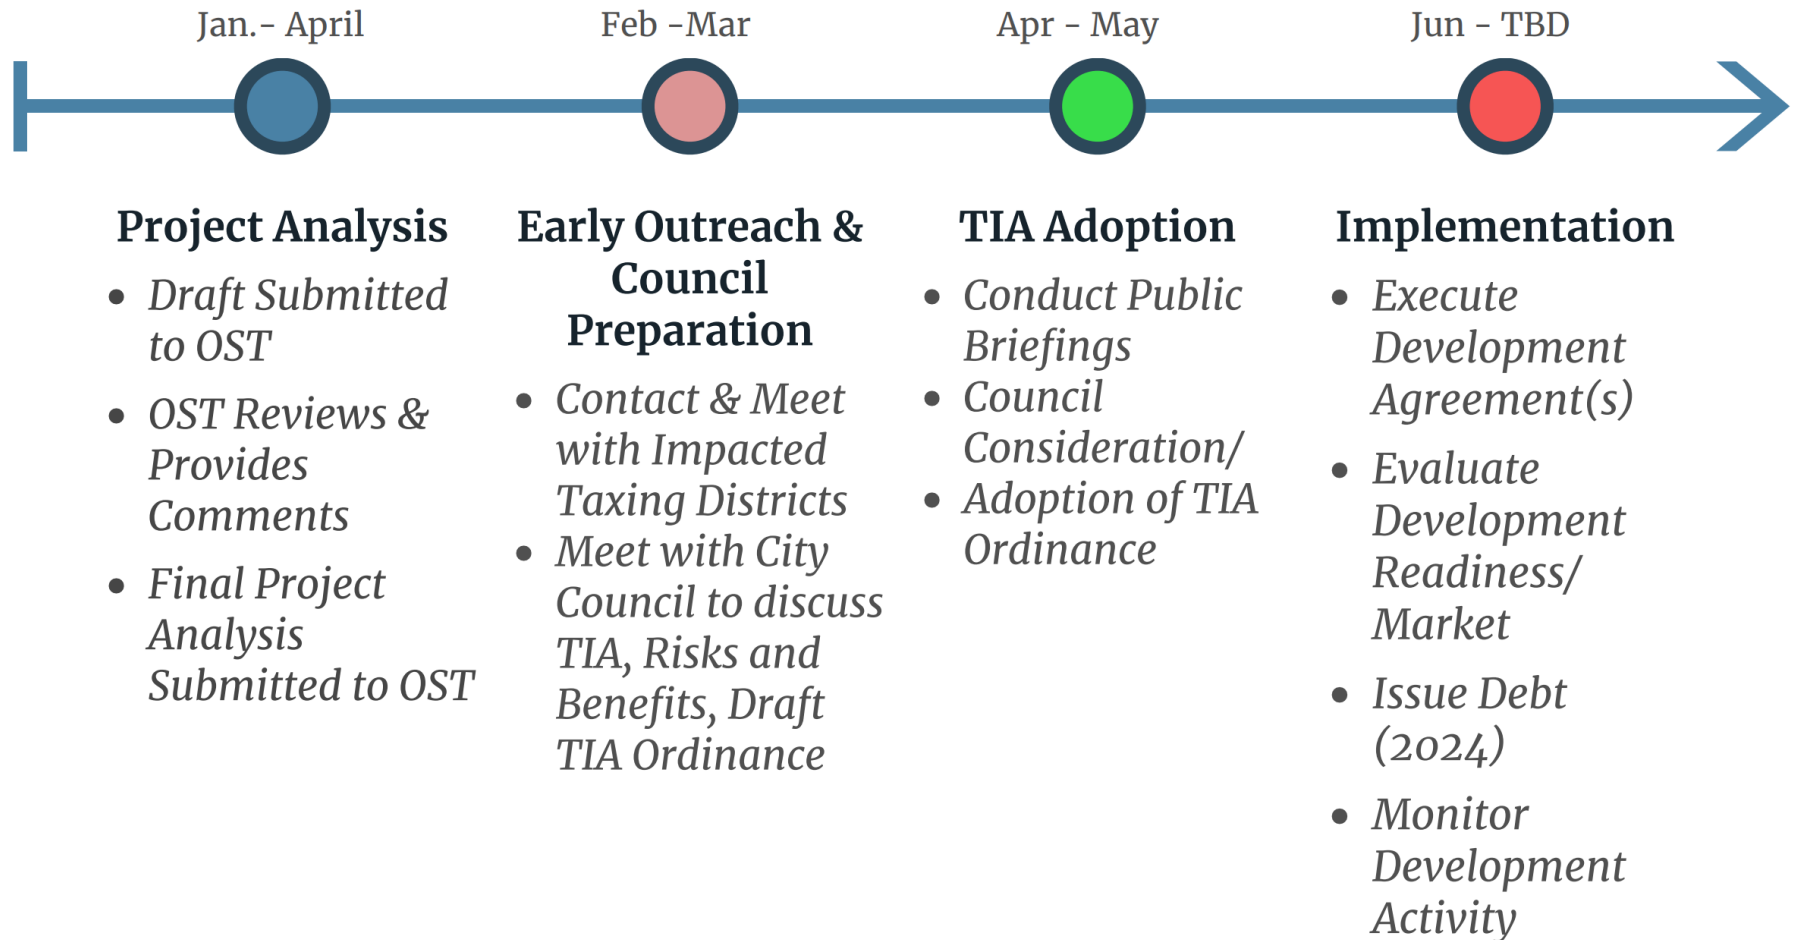 Jan.- April
Feb -Mar
Apr - May
Jun - TBD
Project Analysis
• Draft Submitted
to OST
• OST Reviews &
Provides
Comments
• Final Project
Analysis
Submitted to OST
Early Outreach &
Council
Preparation
• Contact & Meet
with Impacted
Taxing Districts
• Meet with City
Council to discuss
TIA, Risks and
Benefits, Draft
TIA Ordinance
TIA Adoption
• Conduct Public
Briefings
• Council
Consideration/
• Adoption of TIA
Ordinance
Implementation
• Execute
Development
Agreement(s)
• Evaluate
Development
Readiness/
Market
• Issue Debt
(2024)
• Monitor
Development
Activity